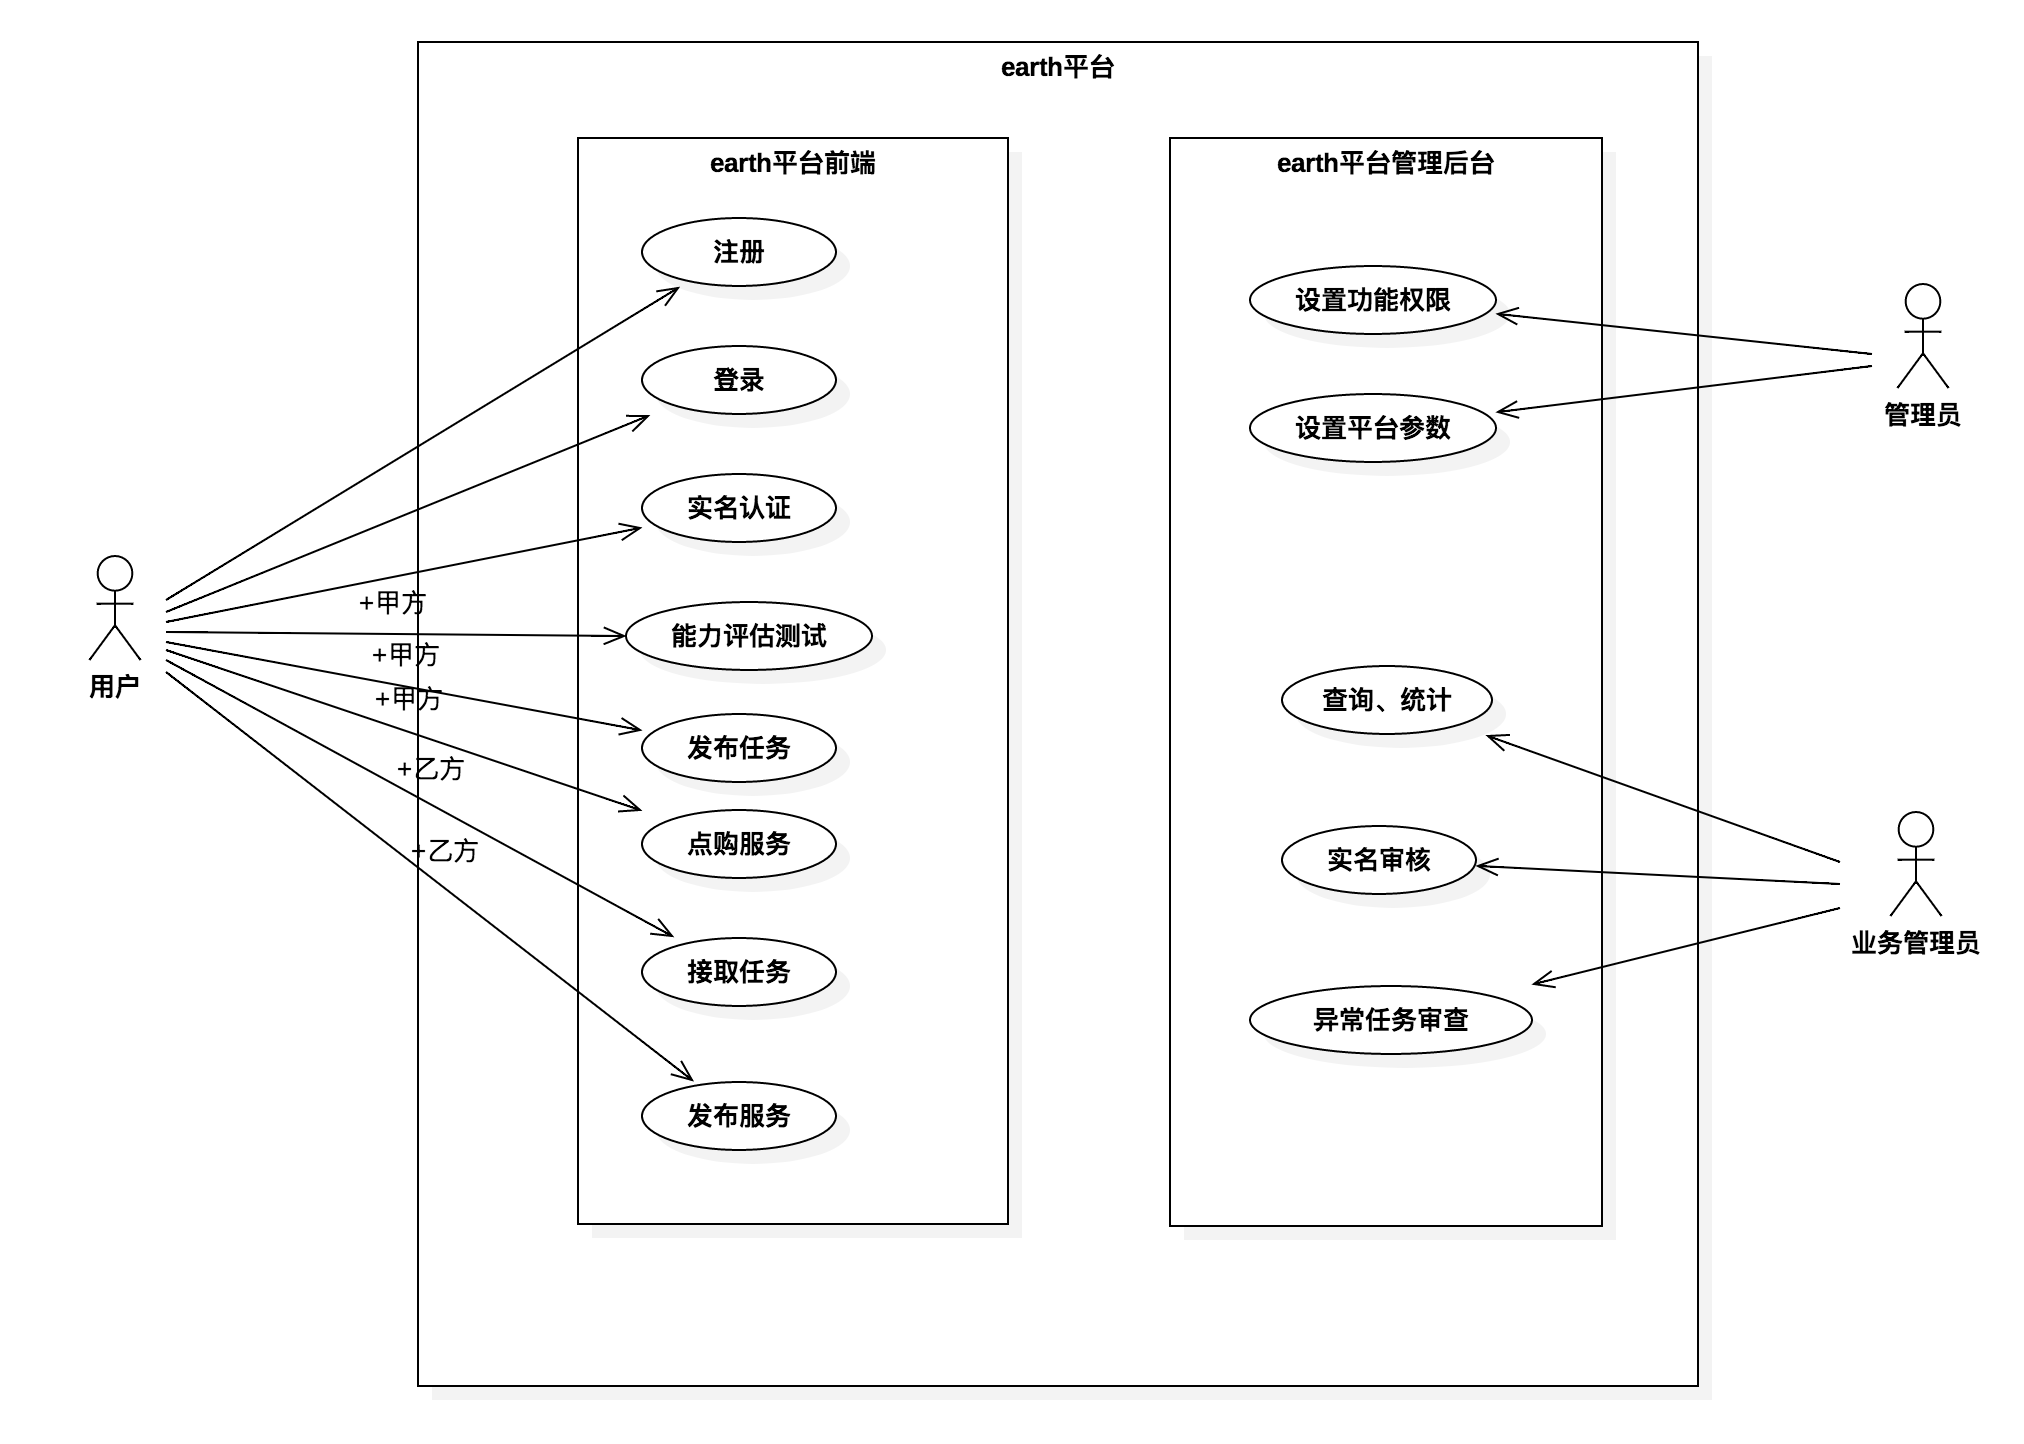 earth平台
earth平台前端
注册
登录
实名认证
能力评估测试
发布任务
点购服务
接取任务
发布服务
+甲方
+甲方
+甲方
+乙方
+乙方
用户
earth平台管理后台
设置功能权限
设置平台参数
查询、统计
实名审核
异常任务审查
管理员
业务管理员